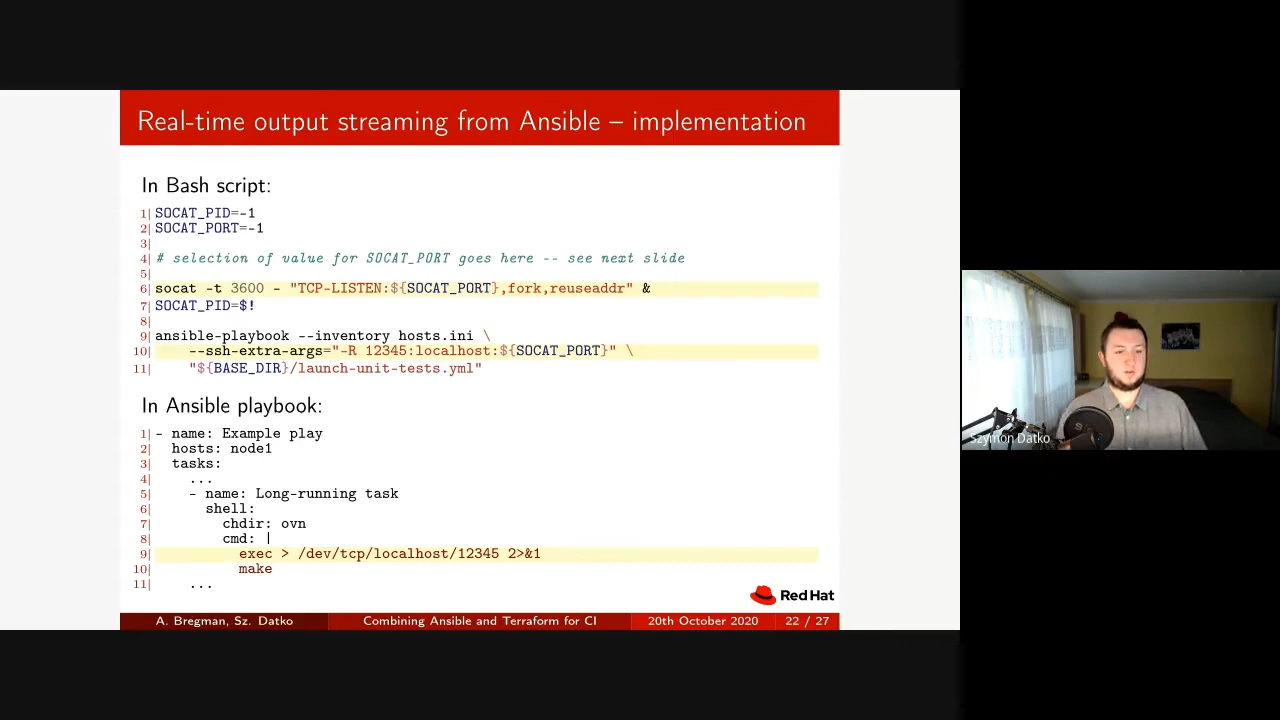 Real-time output streaming from Ansible – implementation
In Bash script:
1| SOCAT_PID=-1
2| SOCAT_PORT=-1
3|
4| # selection of value for SOCAT_PORT goes here -- see next slide
5|
6| socat -t 3600 - "TCP-LISTEN:${SOCAT_PORT},fork,reuseaddr" &
7| SOCAT_PID=$!
8|
9| ansible-playbook --inventory hosts.ini \
10|     --ssh-extra-args="-R 12345:localhost:${SOCAT_PORT}" \
11|     "${BASE_DIR}/launch-unit-tests.yml"
In Ansible playbook:
1| - name: Example play
2|   hosts: node1
3|   tasks:
4|     ...
5|     - name: Long-running task
6|       shell:
7|         chdir: ovn
8|         cmd: |
9|           exec > /dev/tcp/localhost/12345 2>&1
10|           make
11|     ...
Red Hat
A. Bregman, Sz. Datko Combining Ansible and Terraform for CI 20th October 2020 22 / 27
Szymon Datko